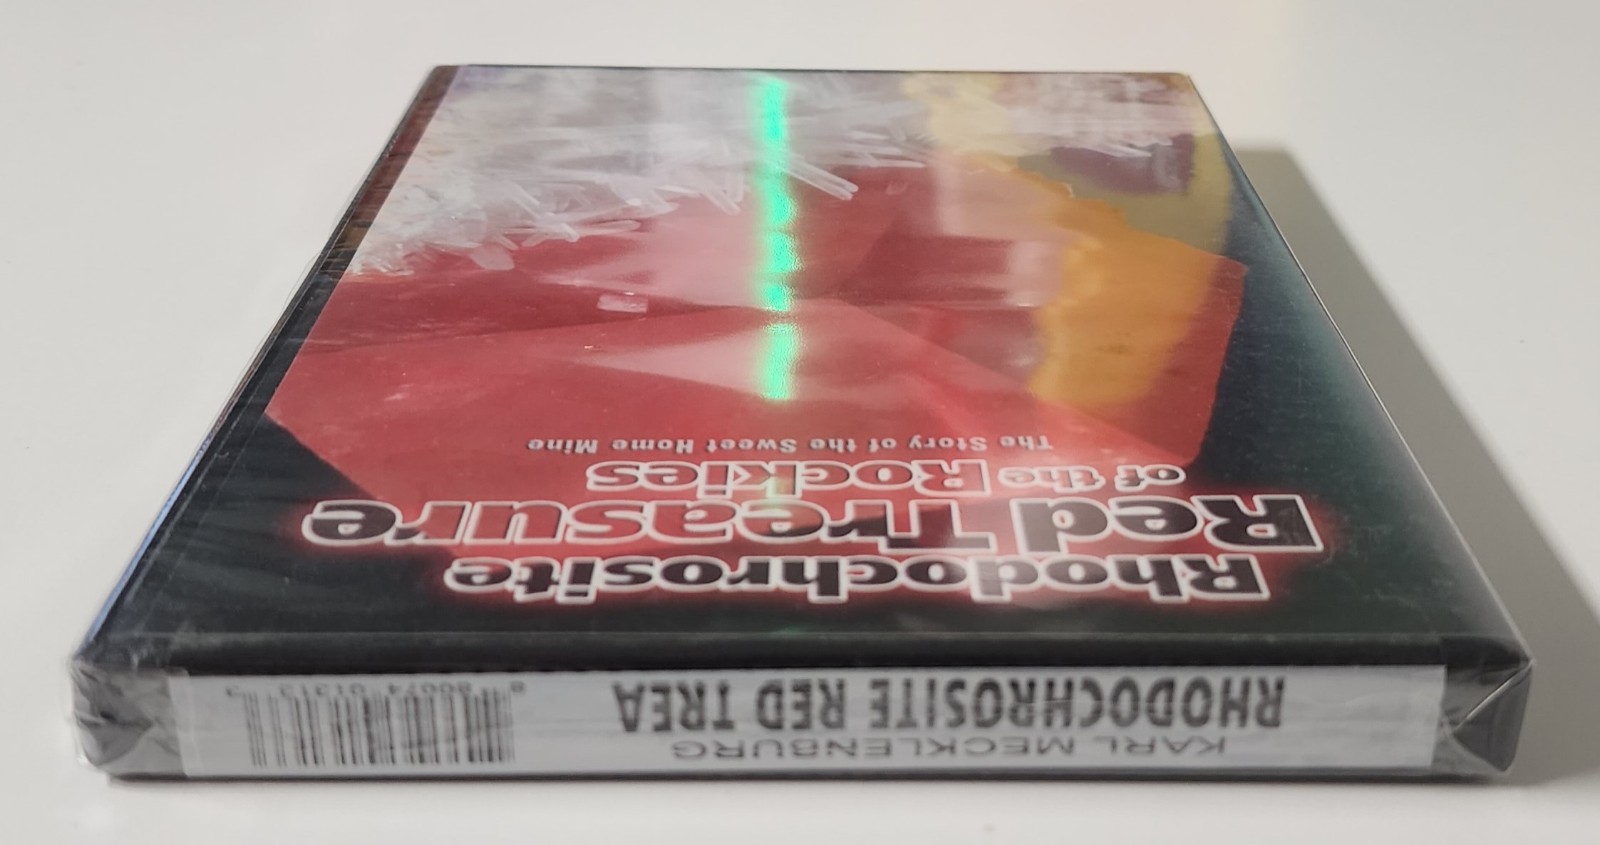 KARL MECKLENBURG
RHODOCHROSITE RED TREA
Rhodochrosite
Red Treasure
of the Rockies
The Story of the Sweet Home Mine